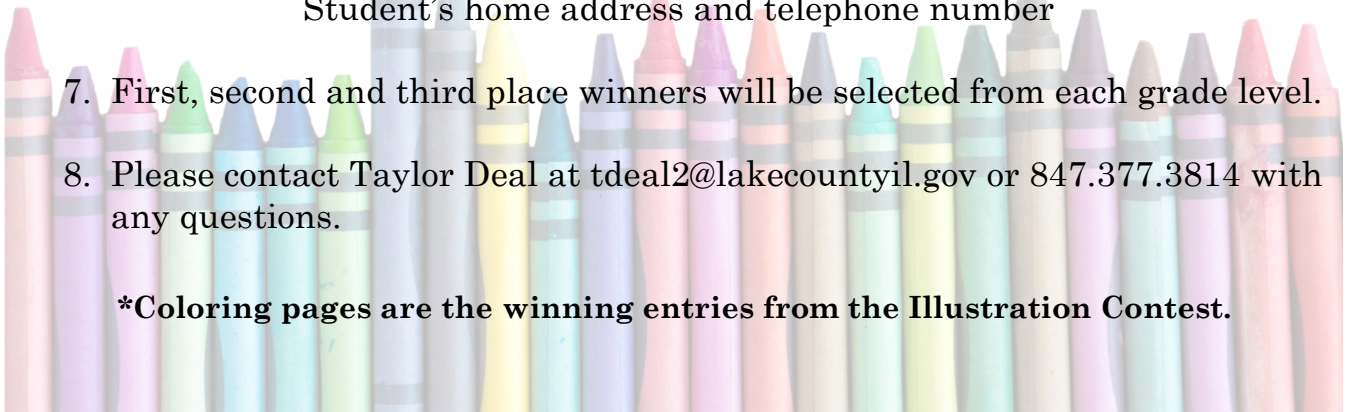 Student's home address and telephone number
7. First, second and third place winners will be selected from each grade level.
8. Please contact Taylor Deal at tdeal2@lakecountyil.gov or 847.377.3814 with
any questions.
*Coloring pages are the winning entries from the Illustration Contest.